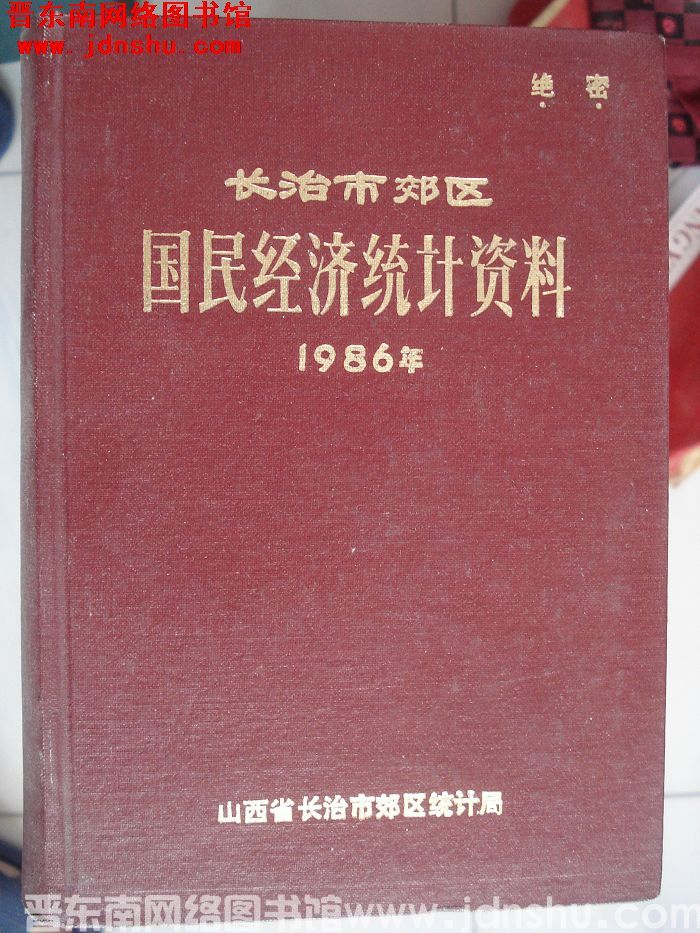 晋东南网络图书馆
www.jdnshu.com
绝密
长治市郊区
国民经济统计资料
1986年
山西省长治市郊区统计局
晋东南网络图书馆www.jdnshu.com